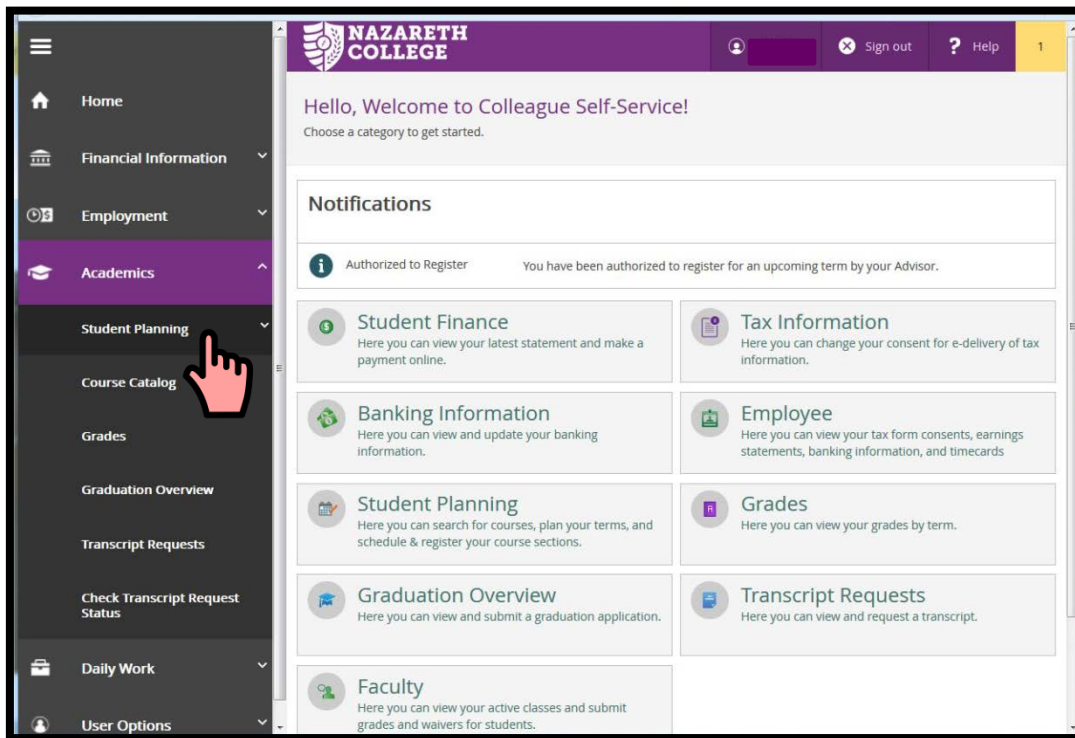 NAZARETH
COLLEGE
Sign out
? Help
1
Home
Financial Information
Employment
Academics
Student Planning
Course Catalog
Grades
Graduation Overview
Transcript Requests
Check Transcript Request
Status
Daily Work
User Options
Hello, Welcome to Colleague Self-Service!
Choose a category to get started.
Notifications
Authorized to Register You have been authorized to register for an upcoming term by your Advisor.
Student Finance
Here you can view your latest statement and make a
payment online.
Tax Information
Here you can change your consent for e-delivery of tax
information.
Banking Information
Here you can view and update your banking
information.
Employee
Here you can view your tax form consents, earnings
statements, banking information, and timecards
Student Planning
Here you can search for courses, plan your terms, and
schedule & register your course sections.
Grades
Here you can view your grades by term.
Graduation Overview
Here you can view and submit a graduation application.
Transcript Requests
Here you can view and request a transcript.
Faculty
Here you can view your active classes and submit
grades and waivers for students.